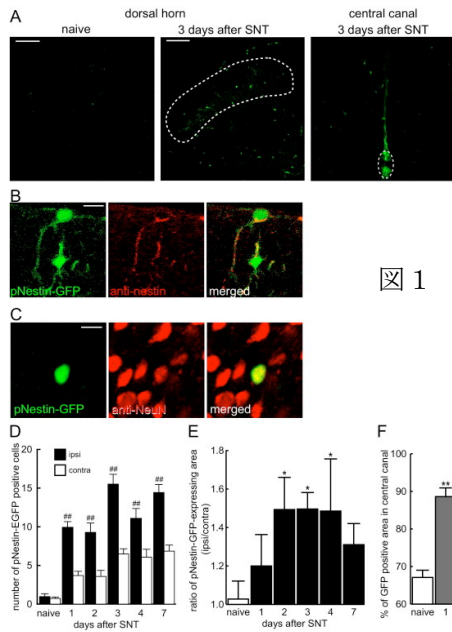 A
dorsal horn
central canal
naive
3 days after SNT
3 days after SNT
B
pNestin-GFP
anti-nestin
merged
図 1
C
pNestin-GFP
anti-NeuN
merged
D
number of pNestin-EGFP positive cells
20
15
10
5
0
ipsi
contra
##
##
##
##
##
naive 1 2 3 4 7
days after SNT
E
ratio of pNestin-GFP-expressing area
(ipsi/contra)
1.8
1.6
1.4
1.2
1.0
*
*
*
naive 1 2 3 4 7
days after SNT
F
% of GFP positive area in central canal
100
90
80
70
60
**
naive 1